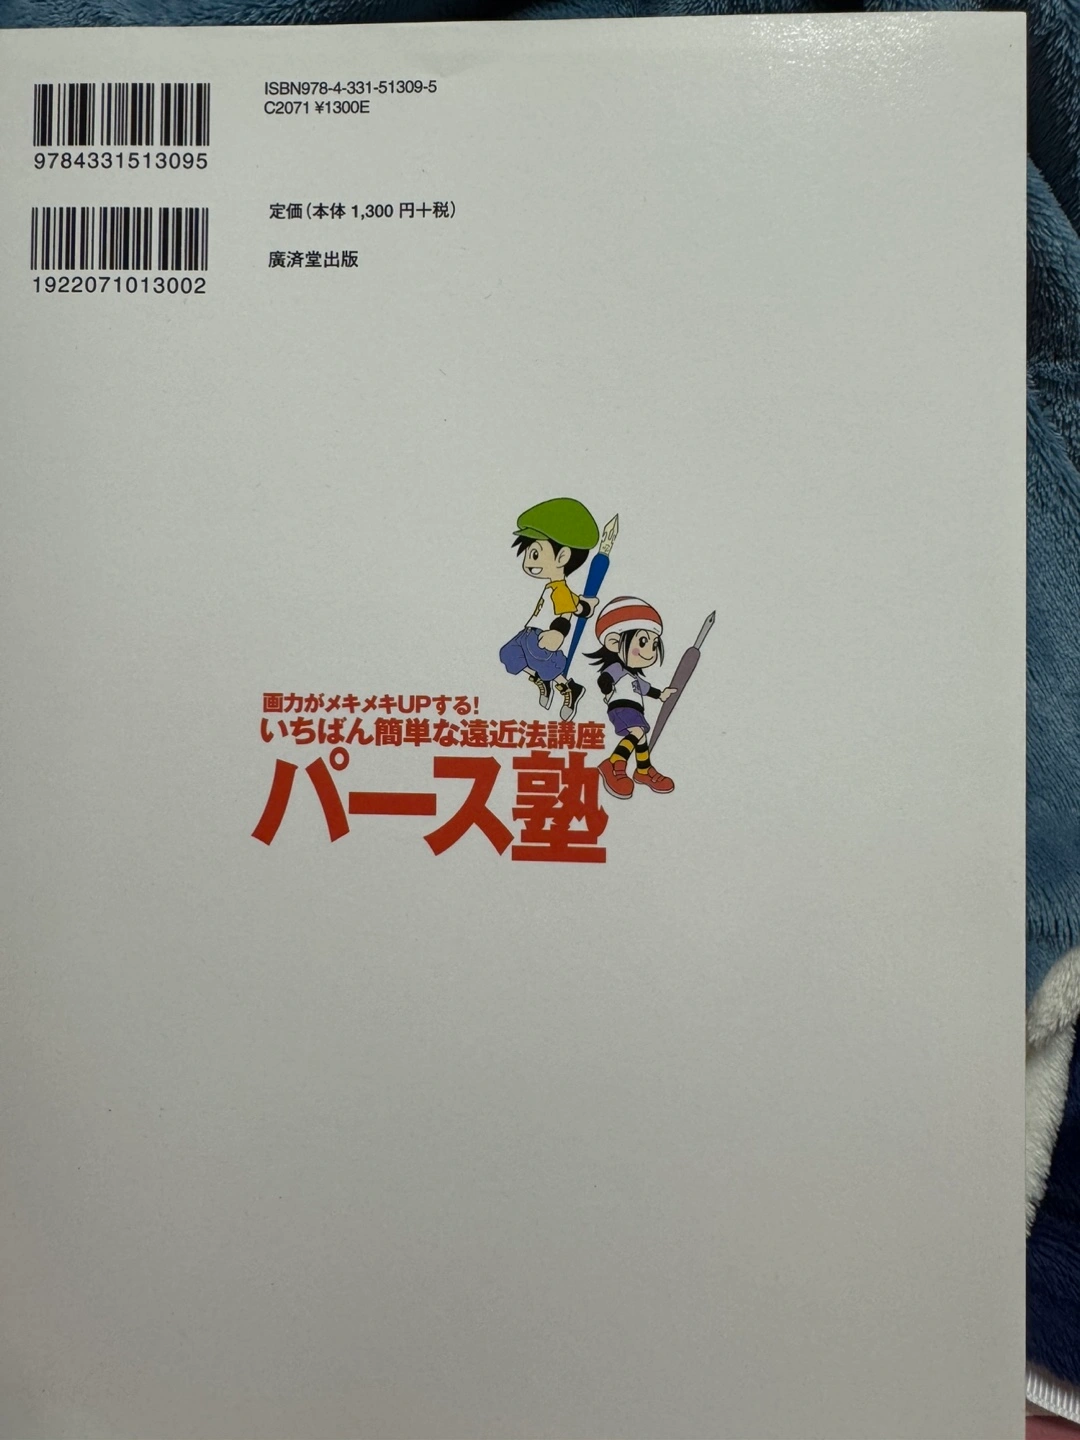 ISBN978-4-331-51309-5
C2071 ¥1300E
9784331513095
定価(本体 1,300 円+税)
廣済堂出版
1922071013002
画力がメキメキUPする!
いちばん簡単な遠近法講座
パース塾